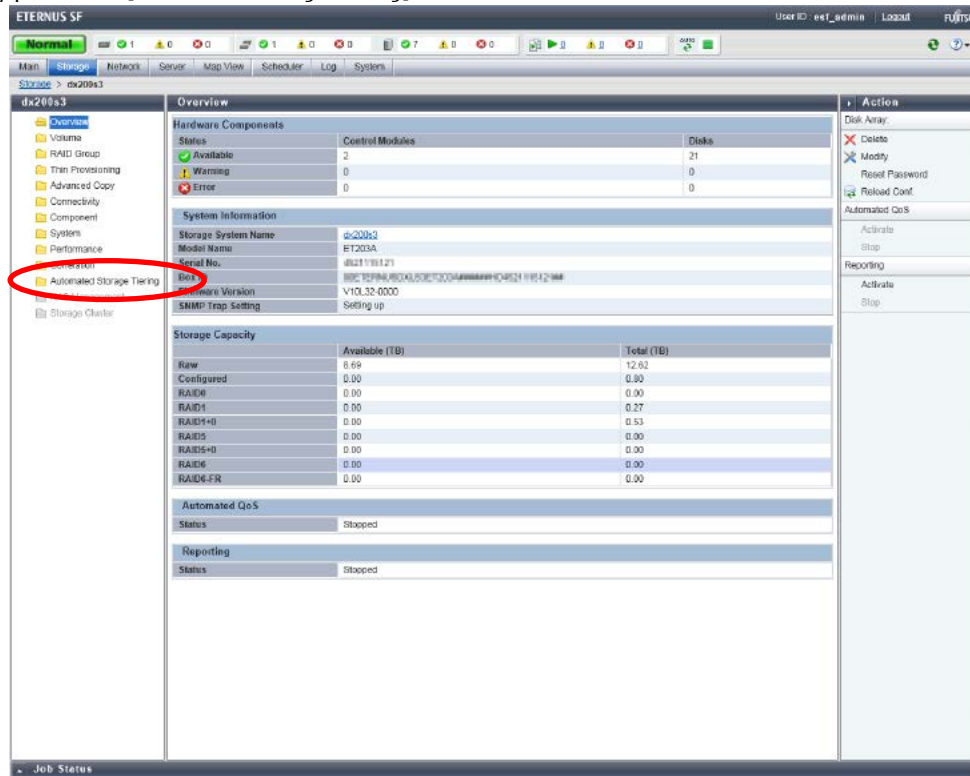 ETERNUS SF
User ID : esf_admin | Logout
Normal 1 0 0 1 0 0 7 0 0 0 0 0 AUTO
Main Storage Network Server Map View Scheduler Log System
Storage > dx200s3
dx200s3
Overview
Volume
RAID Group
Thin Provisioning
Advanced Copy
Connectivity
Component
System
Performance
Automated Storage Tiering
Storage Cluster
Overview
Hardware Components
Status Control Modules Disks
Available 2 21
Warning 0 0
Error 0 0
System Information
Storage System Name dx200s3
Model Name ET203A
Serial No.
Box ID
Firmware Version V10L32-0000
SNMP Trap Setting Setting up
Storage Capacity
Available (TB) Total (TB)
Raw 8.69 12.62
Configured 0.00 0.80
RAID0 0.00 0.00
RAID1 0.00 0.27
RAID1+0 0.00 0.53
RAID5 0.00 0.00
RAID5+0 0.00 0.00
RAID6 0.00 0.00
RAID6-FR 0.00 0.00
Automated QoS
Status Stopped
Reporting
Status Stopped
Action
Disk Array:
Delete
Modify
Reset Password
Reload Conf.
Automated QoS
Activate
Stop
Reporting
Activate
Stop
Job Status